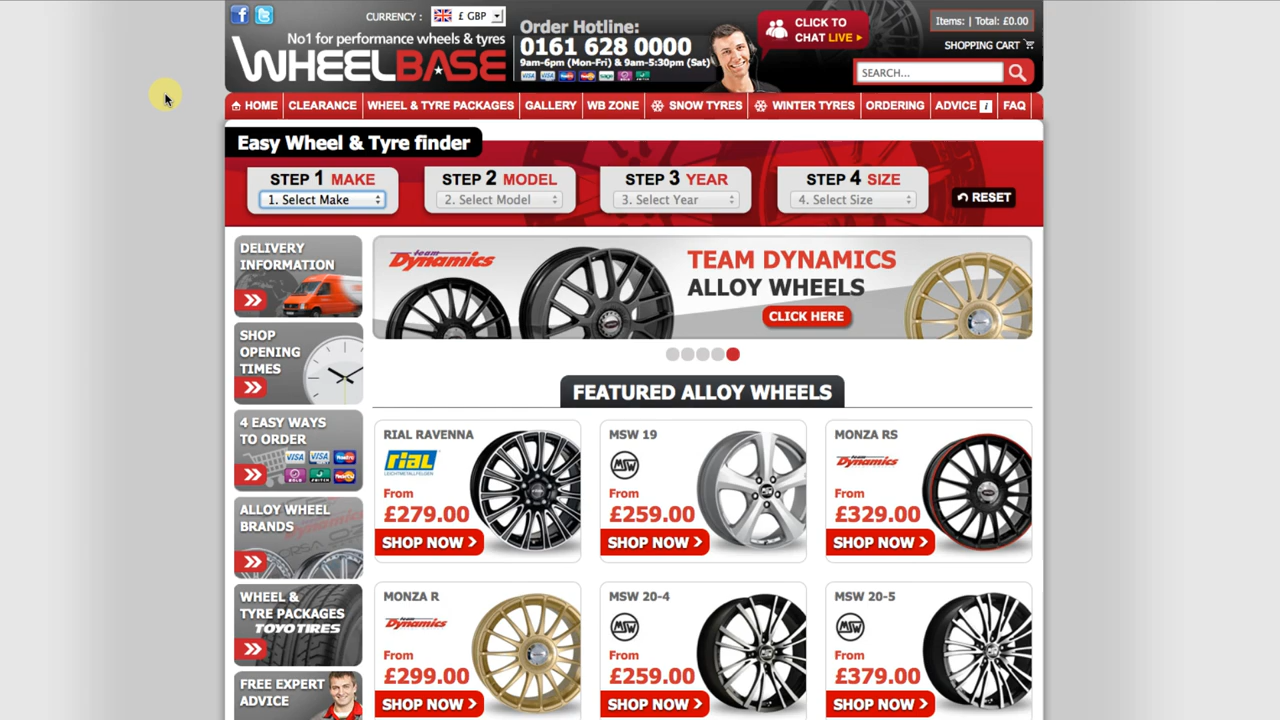 CURRENCY :
£ GBP
No1 for performance wheels & tyres
WHEELBASE
Order Hotline:
0161 628 0000
9am-6pm (Mon-Fri) & 9am-5:30pm (Sat)
CLICK TO
CHAT LIVE
Items: | Total: £0.00
SHOPPING CART
SEARCH...
HOME
CLEARANCE
WHEEL & TYRE PACKAGES
GALLERY
WB ZONE
SNOW TYRES
WINTER TYRES
ORDERING
ADVICE i
FAQ
Easy Wheel & Tyre finder
STEP 1 MAKE
1. Select Make
STEP 2 MODEL
2. Select Model
STEP 3 YEAR
3. Select Year
STEP 4 SIZE
4. Select Size
RESET
DELIVERY
INFORMATION
SHOP
OPENING
TIMES
4 EASY WAYS
TO ORDER
VISA
ALLOY WHEEL
BRANDS
WHEEL &
TYRE PACKAGES
TOYO TIRES
FREE EXPERT
ADVICE
team
Dynamics
TEAM DYNAMICS
ALLOY WHEELS
CLICK HERE
FEATURED ALLOY WHEELS
RIAL RAVENNA
rial
From
£279.00
SHOP NOW
MSW 19
MSW
From
£259.00
SHOP NOW
MONZA RS
Dynamics
From
£329.00
SHOP NOW
MONZA R
Dynamics
From
£299.00
SHOP NOW
MSW 20-4
MSW
From
£259.00
SHOP NOW
MSW 20-5
MSW
From
£379.00
SHOP NOW